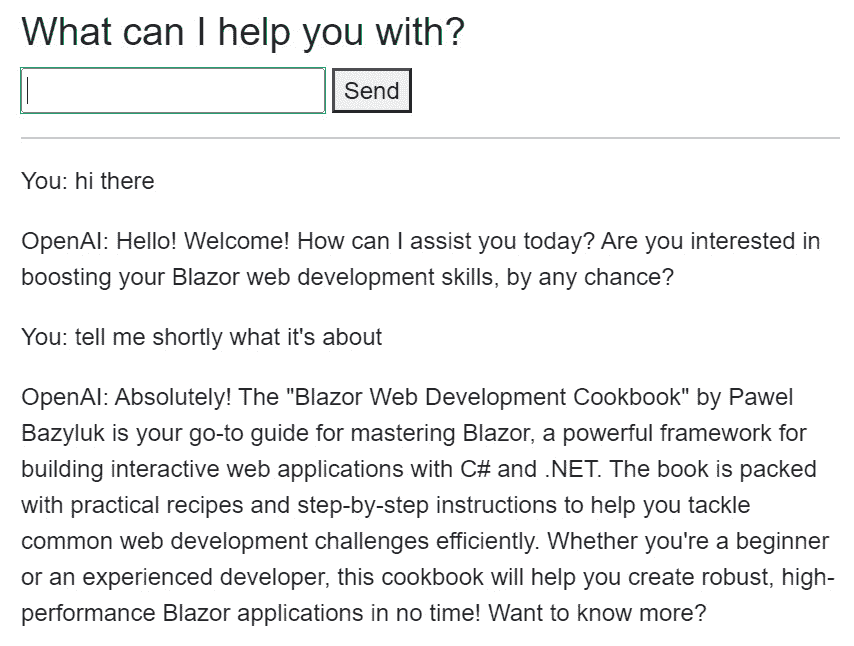 What can I help you with?
Send
You: hi there
OpenAI: Hello! Welcome! How can I assist you today? Are you interested in
boosting your Blazor web development skills, by any chance?
You: tell me shortly what it's about
OpenAI: Absolutely! The "Blazor Web Development Cookbook" by Pawel
Bazyluk is your go-to guide for mastering Blazor, a powerful framework for
building interactive web applications with C# and .NET. The book is packed
with practical recipes and step-by-step instructions to help you tackle
common web development challenges efficiently. Whether you're a beginner
or an experienced developer, this cookbook will help you create robust, high-
performance Blazor applications in no time! Want to know more?